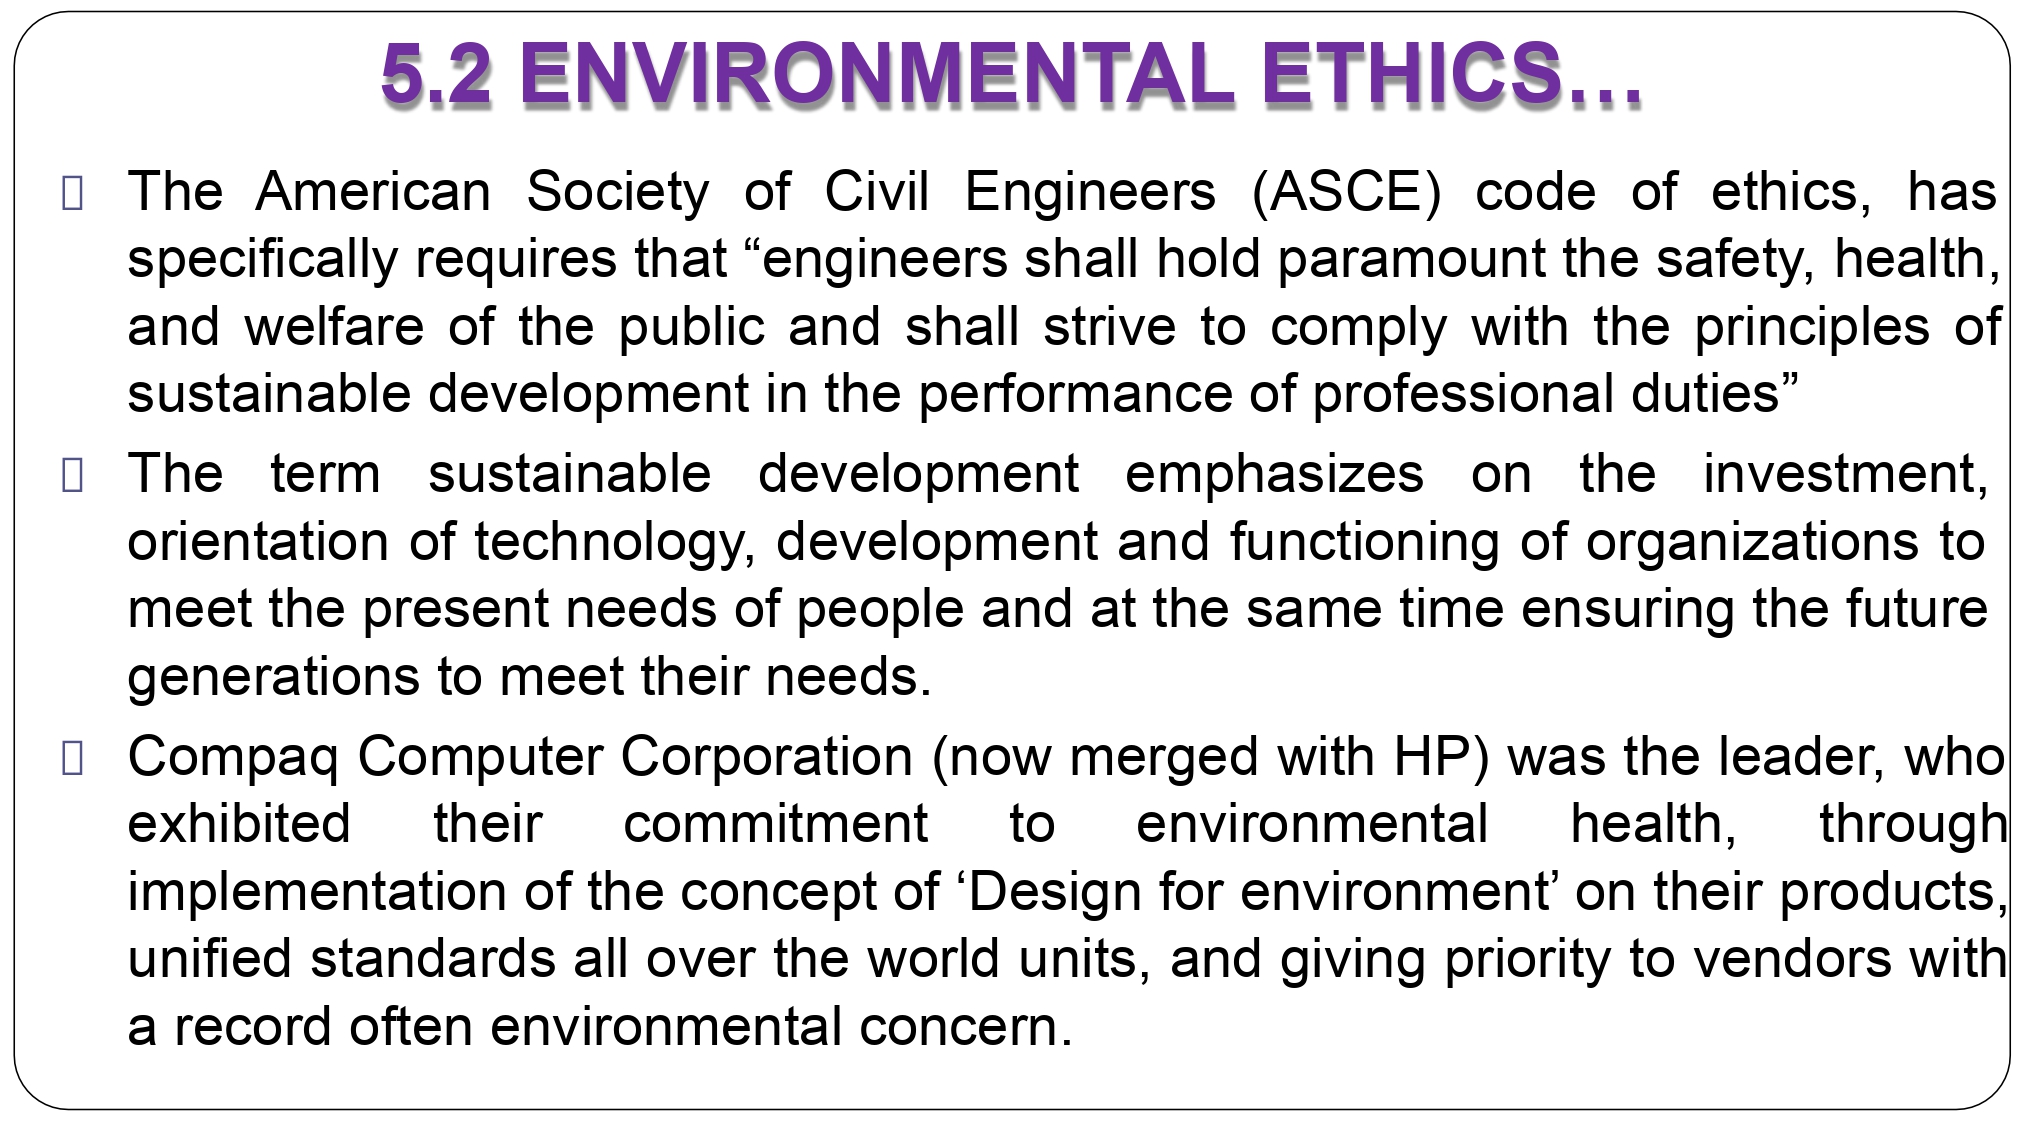 5.2 ENVIRONMENTAL ETHICS…
The American Society of Civil Engineers (ASCE) code of ethics, has
specifically requires that “engineers shall hold paramount the safety, health,
and welfare of the public and shall strive to comply with the principles of
sustainable development in the performance of professional duties”
The term sustainable development emphasizes on the investment,
orientation of technology, development and functioning of organizations to
meet the present needs of people and at the same time ensuring the future
generations to meet their needs.
Compaq Computer Corporation (now merged with HP) was the leader, who
exhibited their commitment to environmental health, through
implementation of the concept of ‘Design for environment’ on their products,
unified standards all over the world units, and giving priority to vendors with
a record often environmental concern.